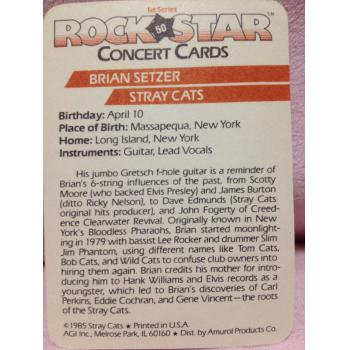 1st Series
ROCK STAR™
50
CONCERT CARDS
BRIAN SETZER
STRAY CATS
Birthday: April 10
Place of Birth: Massapequa, New York
Home: Long Island, New York
Instruments: Guitar, Lead Vocals
His jumbo Gretsch f-hole guitar is a reminder of
Brian's 6-string influences of the past, from Scotty
Moore (who backed Elvis Presley) and James Burton
(ditto Ricky Nelson), to Dave Edmunds (Stray Cats
original hits producer), and John Fogerty of Creed-
ence Clearwater Revival. Originally known in New
York's Bloodless Pharaohs, Brian started moonlight-
ing in 1979 with bassist Lee Rocker and drummer Slim
Jim Phantom, using different names like Tom Cats,
Bob Cats, and Wild Cats to confuse club owners into
hiring them again. Brian credits his mother for intro-
ducing him to Hank Williams and Elvis records as a
youngster, which led to Brian's discoveries of Carl
Perkins, Eddie Cochran, and Gene Vincent—the roots
of the Stray Cats.
©1985 Stray Cats ★ Printed in U.S.A.
AGI, Melrose Park, IL 60160 ★ Dist. by Amurol Products Co.